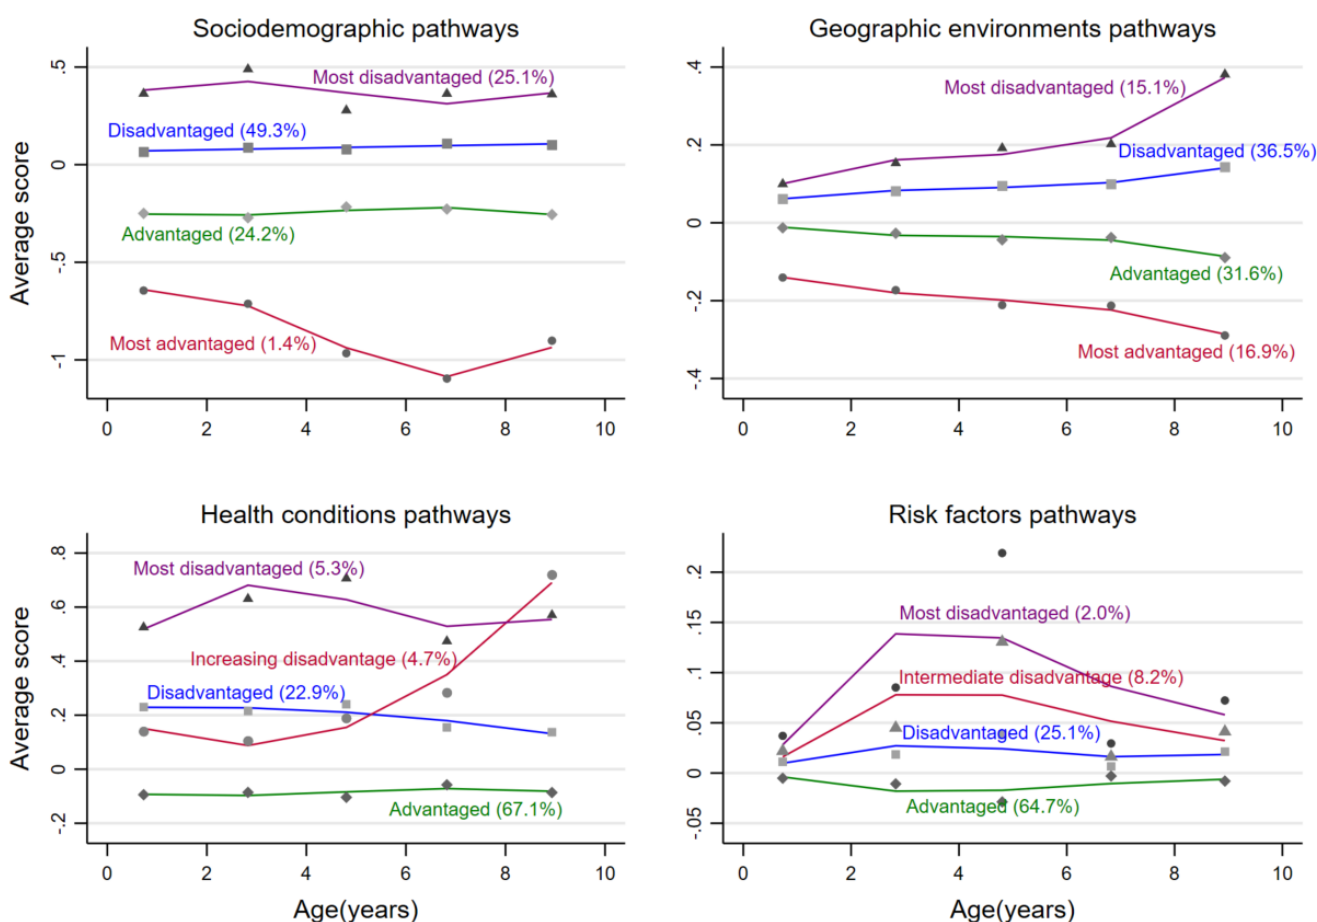 Sociodemographic pathways
Average score
.5
0
-.5
-1
Most disadvantaged (25.1%)
Disadvantaged (49.3%)
Advantaged (24.2%)
Most advantaged (1.4%)
0 2 4 6 8 10
Geographic environments pathways
.4
.2
0
-.2
-.4
Most disadvantaged (15.1%)
Disadvantaged (36.5%)
Advantaged (31.6%)
Most advantaged (16.9%)
0 2 4 6 8 10
Health conditions pathways
Average score
.8
.6
.4
.2
0
-.2
Most disadvantaged (5.3%)
Increasing disadvantage (4.7%)
Disadvantaged (22.9%)
Advantaged (67.1%)
0 2 4 6 8 10
Age(years)
Risk factors pathways
.2
.15
.1
.05
0
-.05
Most disadvantaged (2.0%)
Intermediate disadvantage (8.2%)
Disadvantaged (25.1%)
Advantaged (64.7%)
0 2 4 6 8 10
Age(years)